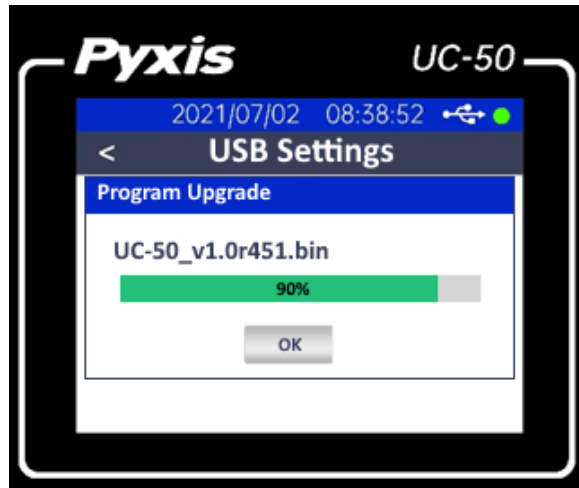 Pyxis UC-50
2021/07/02 08:38:52
< USB Settings
Program Upgrade
UC-50_v1.0r451.bin
90%
OK